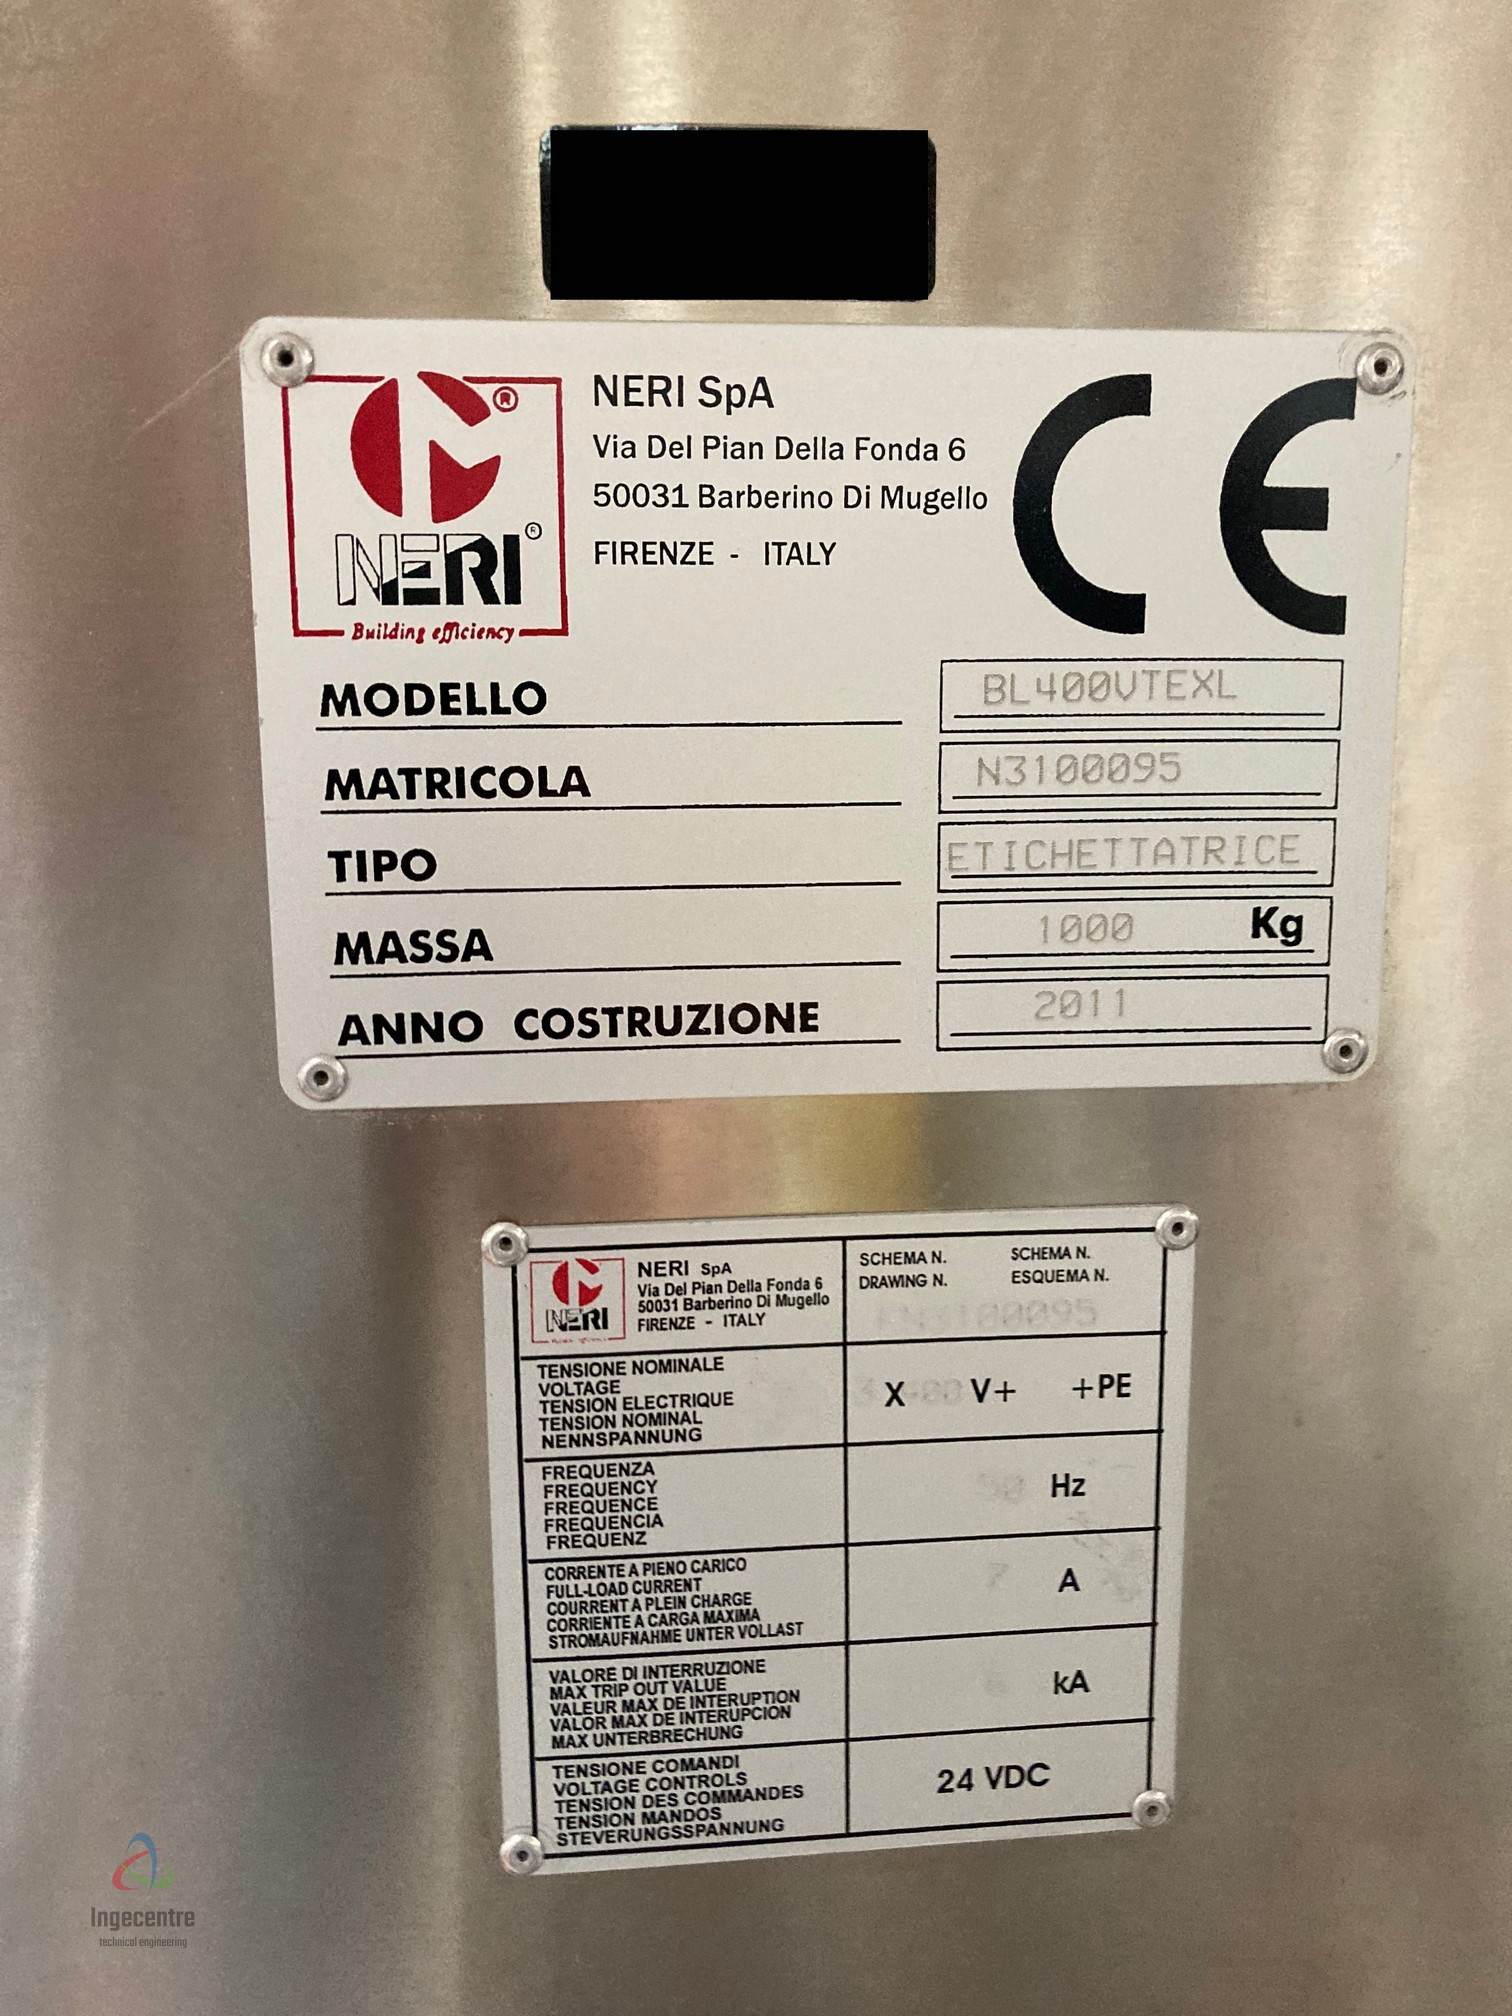 NERI SpA
Via Del Pian Della Fonda 6
50031 Barberino Di Mugello
FIRENZE - ITALY
CE
®
NERI®
Building efficiency
MODELLO BL400VTEXL
MATRICOLA N3100095
TIPO ETICHETTATRICE
MASSA 1000 Kg
ANNO COSTRUZIONE 2011
NERI
NERI SpA
Via Del Pian Della Fonda 6
50031 Barberino Di Mugello
FIRENZE - ITALY
SCHEMA N. SCHEMA N.
DRAWING N. ESQUEMA N.
TENSIONE NOMINALE
VOLTAGE
TENSION ELECTRIQUE
TENSION NOMINAL
NENNSPANNUNG
X 400 V+ +PE
FREQUENZA
FREQUENCY
FREQUENCE
FREQUENCIA
FREQUENZ
50 Hz
CORRENTE A PIENO CARICO
FULL-LOAD CURRENT
COURRENT A PLEIN CHARGE
CORRIENTE A CARGA MAXIMA
STROMAUFNAHME UNTER VOLLAST
7 A
VALORE DI INTERRUZIONE
MAX TRIP OUT VALUE
VALEUR MAX DE INTERUPTION
VALOR MAX DE INTERUPCION
MAX UNTERBRECHUNG
kA
TENSIONE COMANDI
VOLTAGE CONTROLS
TENSION DES COMMANDES
TENSION MANDOS
STEVERUNGSSPANNUNG
24 VDC
Ingecentre
technical engineering